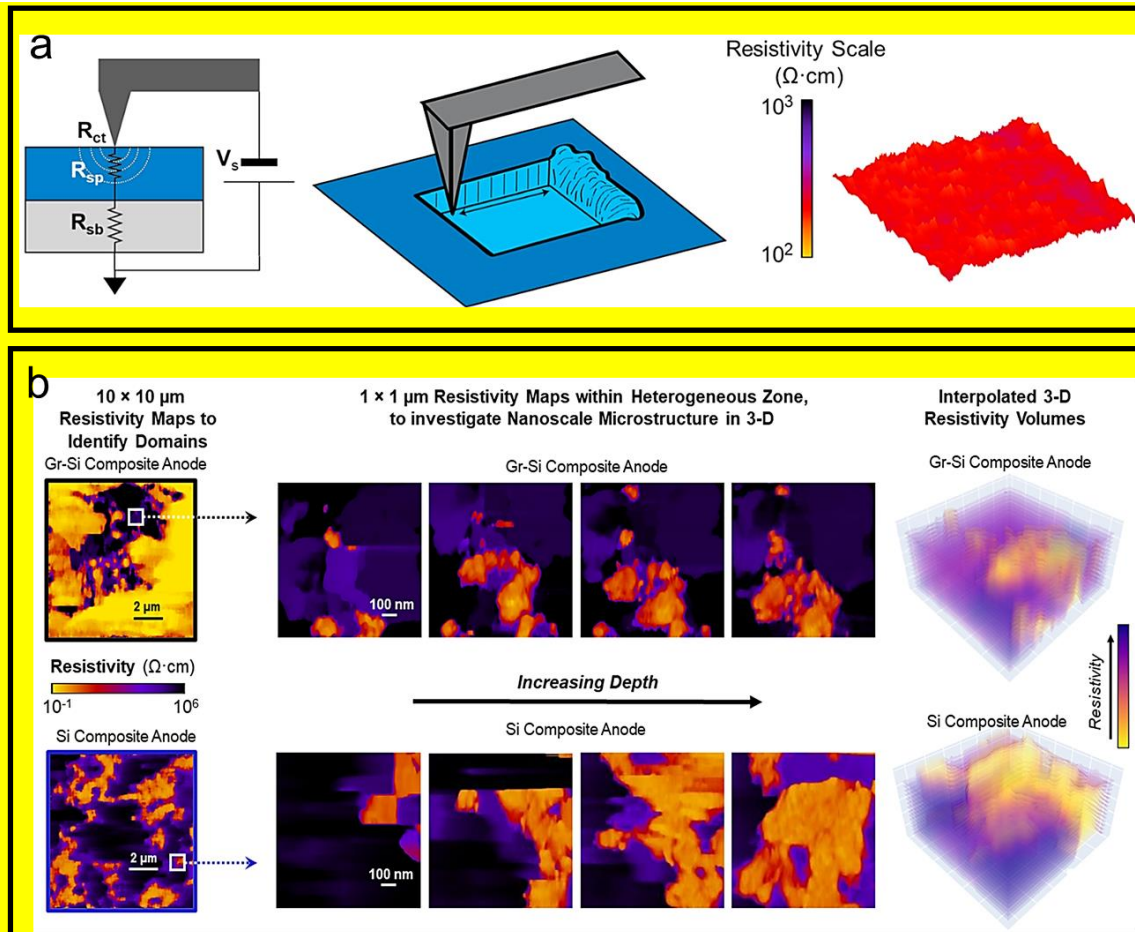 a
R_ct
R_sp
R_sb
V_s
Resistivity Scale
(Ω·cm)
10³
10²
b
10 × 10 μm
Resistivity Maps to
Identify Domains
Gr-Si Composite Anode
2 μm
Resistivity (Ω·cm)
10⁻¹ 10⁶
Si Composite Anode
2 μm
1 × 1 μm Resistivity Maps within Heterogeneous Zone,
to investigate Nanoscale Microstructure in 3-D
Gr-Si Composite Anode
100 nm
Increasing Depth
Si Composite Anode
100 nm
Interpolated 3-D
Resistivity Volumes
Gr-Si Composite Anode
Resistivity
Si Composite Anode